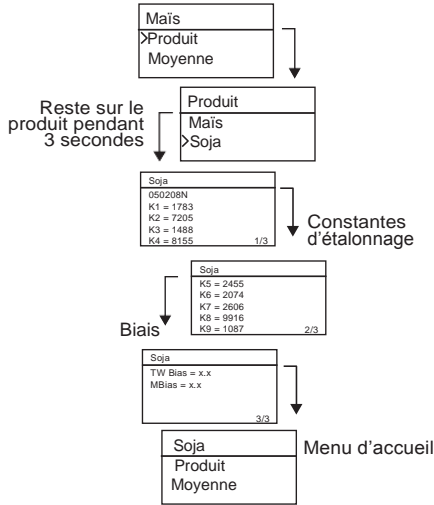 Maïs
>Produit
Moyenne
Reste sur le
produit pendant
3 secondes
Produit
Maïs
>Soja
Soja
050208N
K1 = 1783
K2 = 7205
K3 = 1488
K4 = 8155 1/3
Constantes
d'étalonnage
Soja
K5 = 2455
K6 = 2074
K7 = 2606
K8 = 9916
K9 = 1087 2/3
Biais
Soja
TW Bias = x.x
MBias = x.x
3/3
Soja
Produit
Moyenne
Menu d'accueil